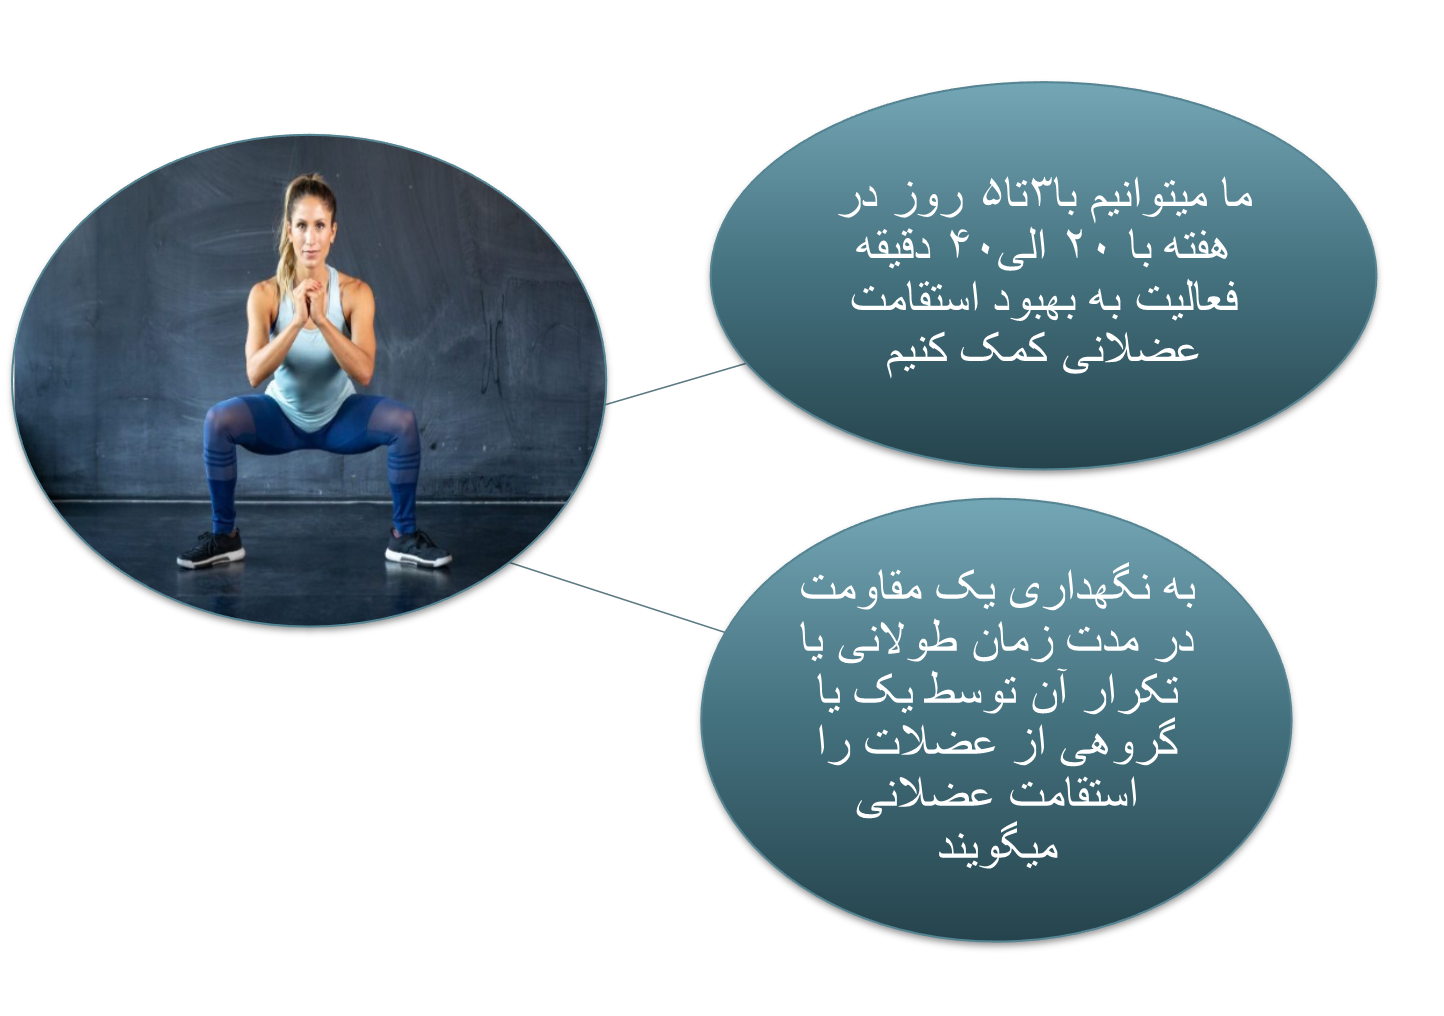 ما میتوانیم با۳تا۵ روز در
هفته با ۲۰ الی۴۰ دقیقه
فعالیت به بهبود استقامت
عضلانی کمک کنیم
به نگهداری یک مقاومت
در مدت زمان طولانی یا
تکرار آن توسط یک یا
گروهی از عضلات را
استقامت عضلانی
میگویند